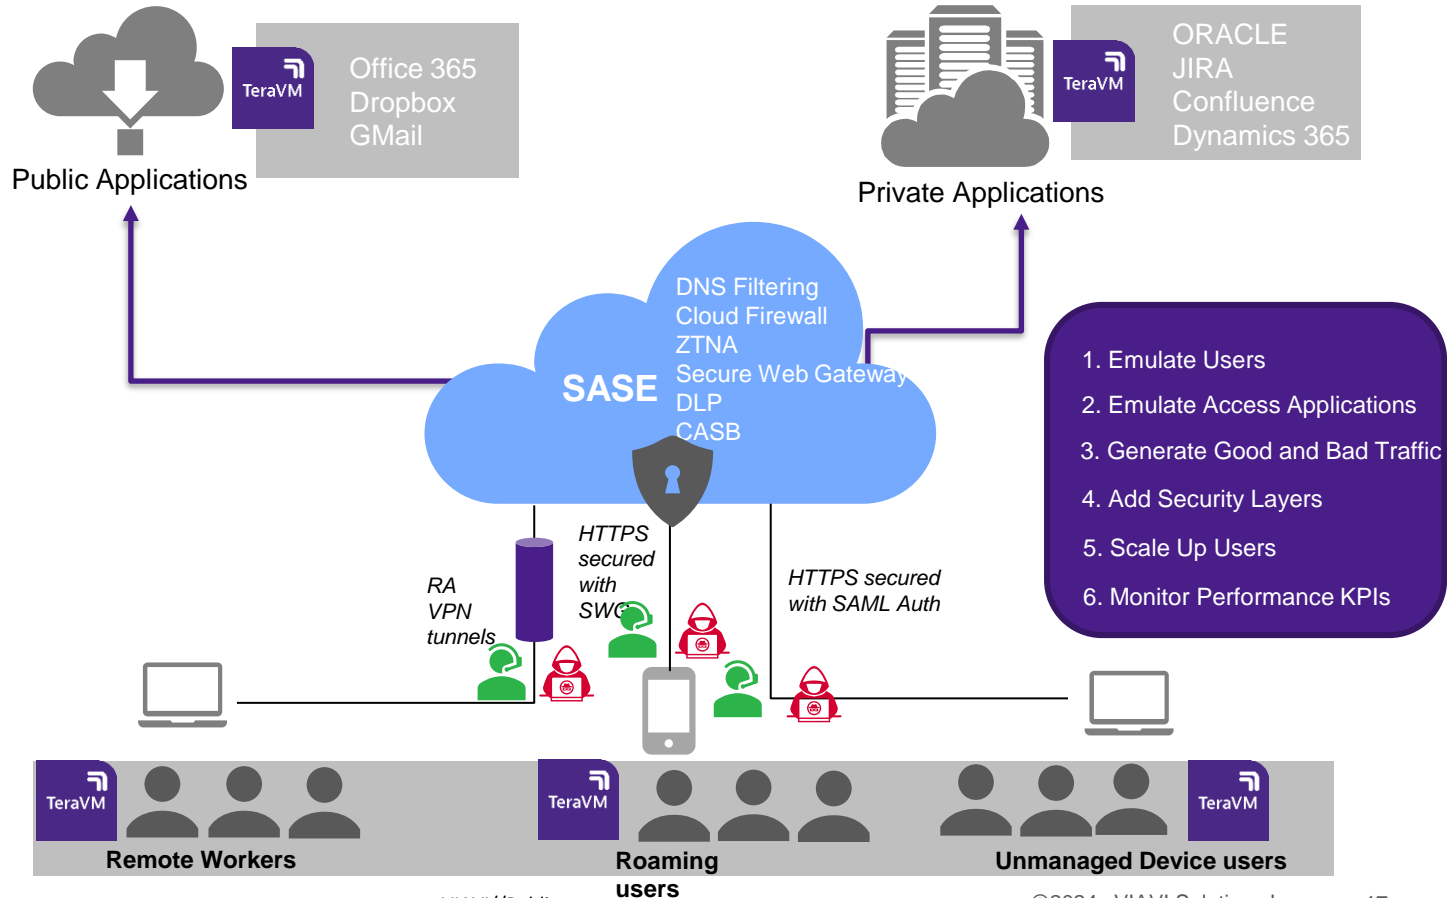 TeraVM
Office 365
Dropbox
GMail
Public Applications
TeraVM
ORACLE
JIRA
Confluence
Dynamics 365
Private Applications
SASE
DNS Filtering
Cloud Firewall
ZTNA
Secure Web Gateway
DLP
CASB
1. Emulate Users
2. Emulate Access Applications
3. Generate Good and Bad Traffic
4. Add Security Layers
5. Scale Up Users
6. Monitor Performance KPIs
RA
VPN
tunnels
HTTPS
secured
with
SWG
HTTPS secured
with SAML Auth
TeraVM
Remote Workers
TeraVM
Roaming
users
TeraVM
Unmanaged Device users